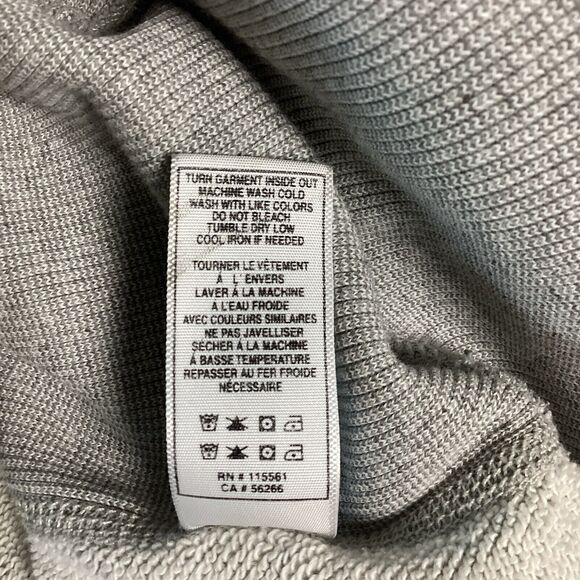 TURN GARMENT INSIDE OUT
MACHINE WASH COLD
WASH WITH LIKE COLORS
DO NOT BLEACH
TUMBLE DRY LOW
COOL IRON IF NEEDED
TOURNER LE VÊTEMENT
À L'ENVERS
LAVER À LA MACHINE
A L'EAU FROIDE
AVEC COULEURS SIMILAIRES
NE PAS JAVELLISER
SÉCHER À LA MACHINE
À BASSE TEMPERATURE
REPASSER AU FER FROIDE
NÉCESSAIRE
RN # 115561
CA # 56266